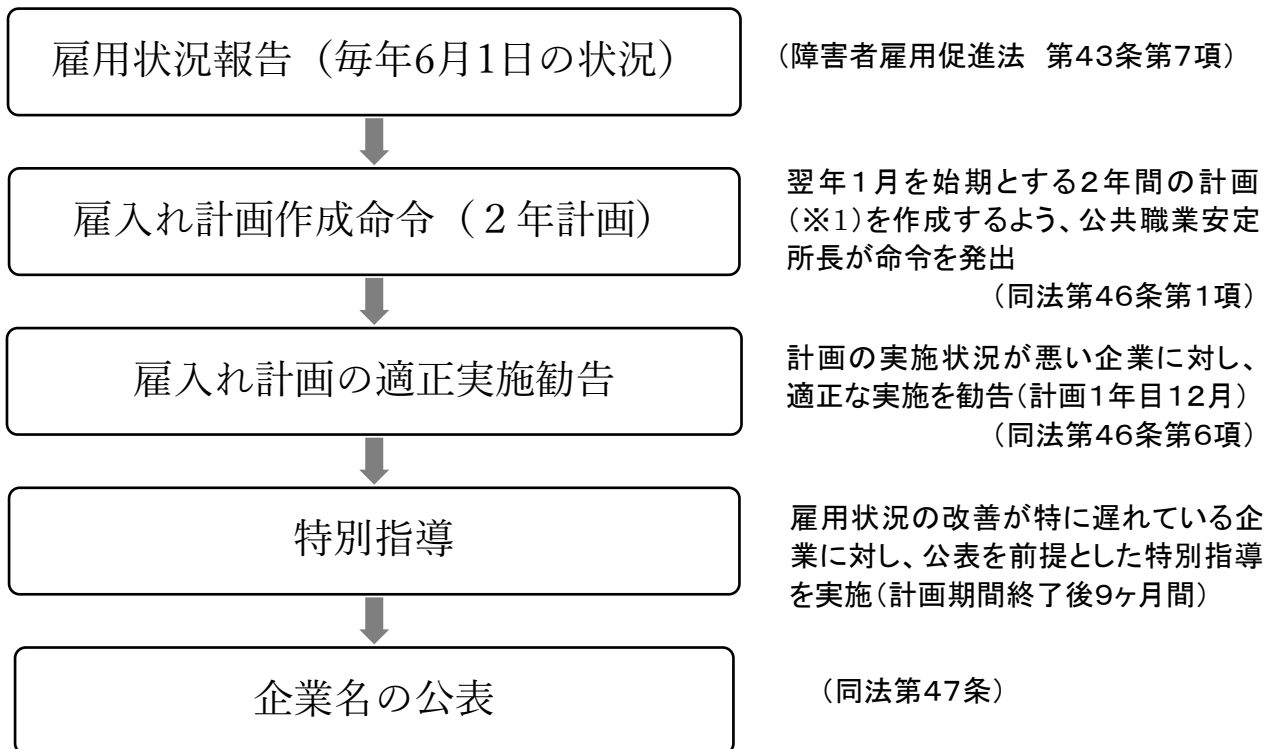 雇用状況報告（毎年6月1日の状況）
（障害者雇用促進法　第43条第7項）
雇入れ計画作成命令（２年計画）
翌年１月を始期とする２年間の計画
（※1）を作成するよう、公共職業安定
所長が命令を発出
（同法第46条第１項）
雇入れ計画の適正実施勧告
計画の実施状況が悪い企業に対し、
適正な実施を勧告（計画１年目１２月）
（同法第46条第６項）
特別指導
雇用状況の改善が特に遅れている企
業に対し、公表を前提とした特別指導
を実施（計画期間終了後９ヶ月間）
企業名の公表
（同法第47条）